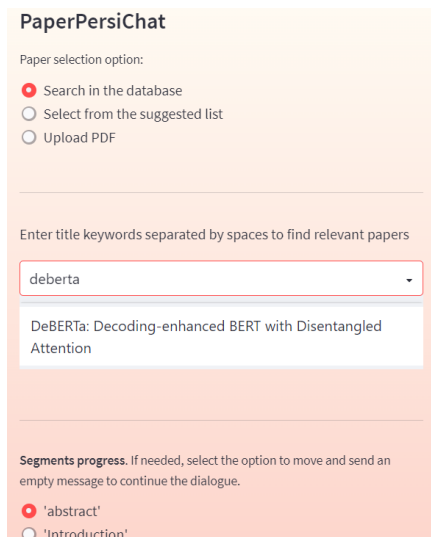 PaperPersiChat
Paper selection option:
Search in the database
Select from the suggested list
Upload PDF
Enter title keywords separated by spaces to find relevant papers
deberta
DeBERTa: Decoding-enhanced BERT with Disentangled
Attention
Segments progress. If needed, select the option to move and send an
empty message to continue the dialogue.
'abstract'
'Introduction'